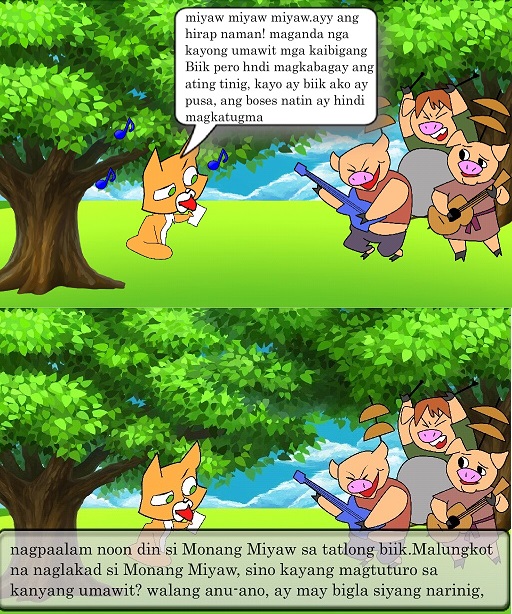 miyaw miyaw miyaw.ayy ang
hirap naman! maganda nga
kayong umawit mga kaibigang
Biik pero hndi magkabagay ang
ating tinig, kayo ay biik ako ay
pusa, ang boses natin ay hindi
magkatugma
nagpaalam noon din si Monang Miyaw sa tatlong biik.Malungkot
na naglakad si Monang Miyaw, sino kayang magtuturo sa
kanyang umawit? walang anu-ano, ay may bigla siyang narinig,